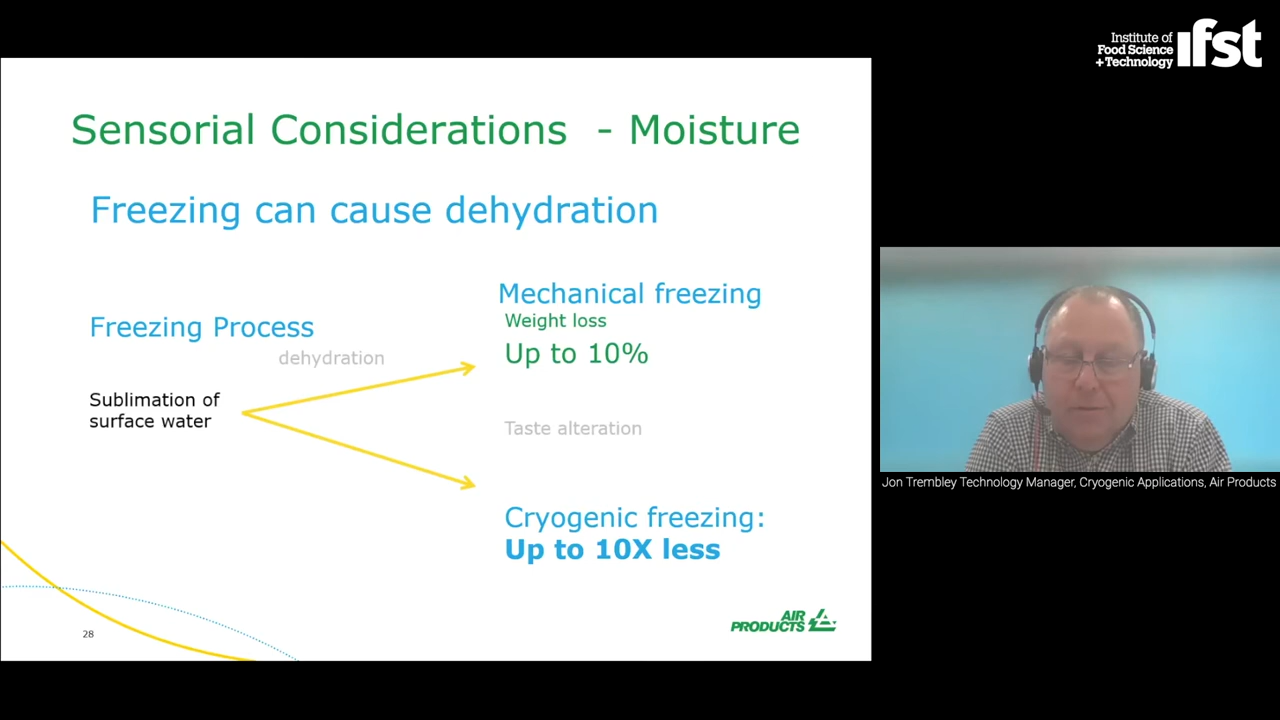 Institute of
Food Science
+Technology
ifst
Sensorial Considerations - Moisture
Freezing can cause dehydration
Mechanical freezing
Weight loss
Up to 10%
Freezing Process
dehydration
Sublimation of
surface water
Taste alteration
Cryogenic freezing:
Up to 10X less
AIR
PRODUCTS
28
Jon Trembley Technology Manager, Cryogenic Applications, Air Products